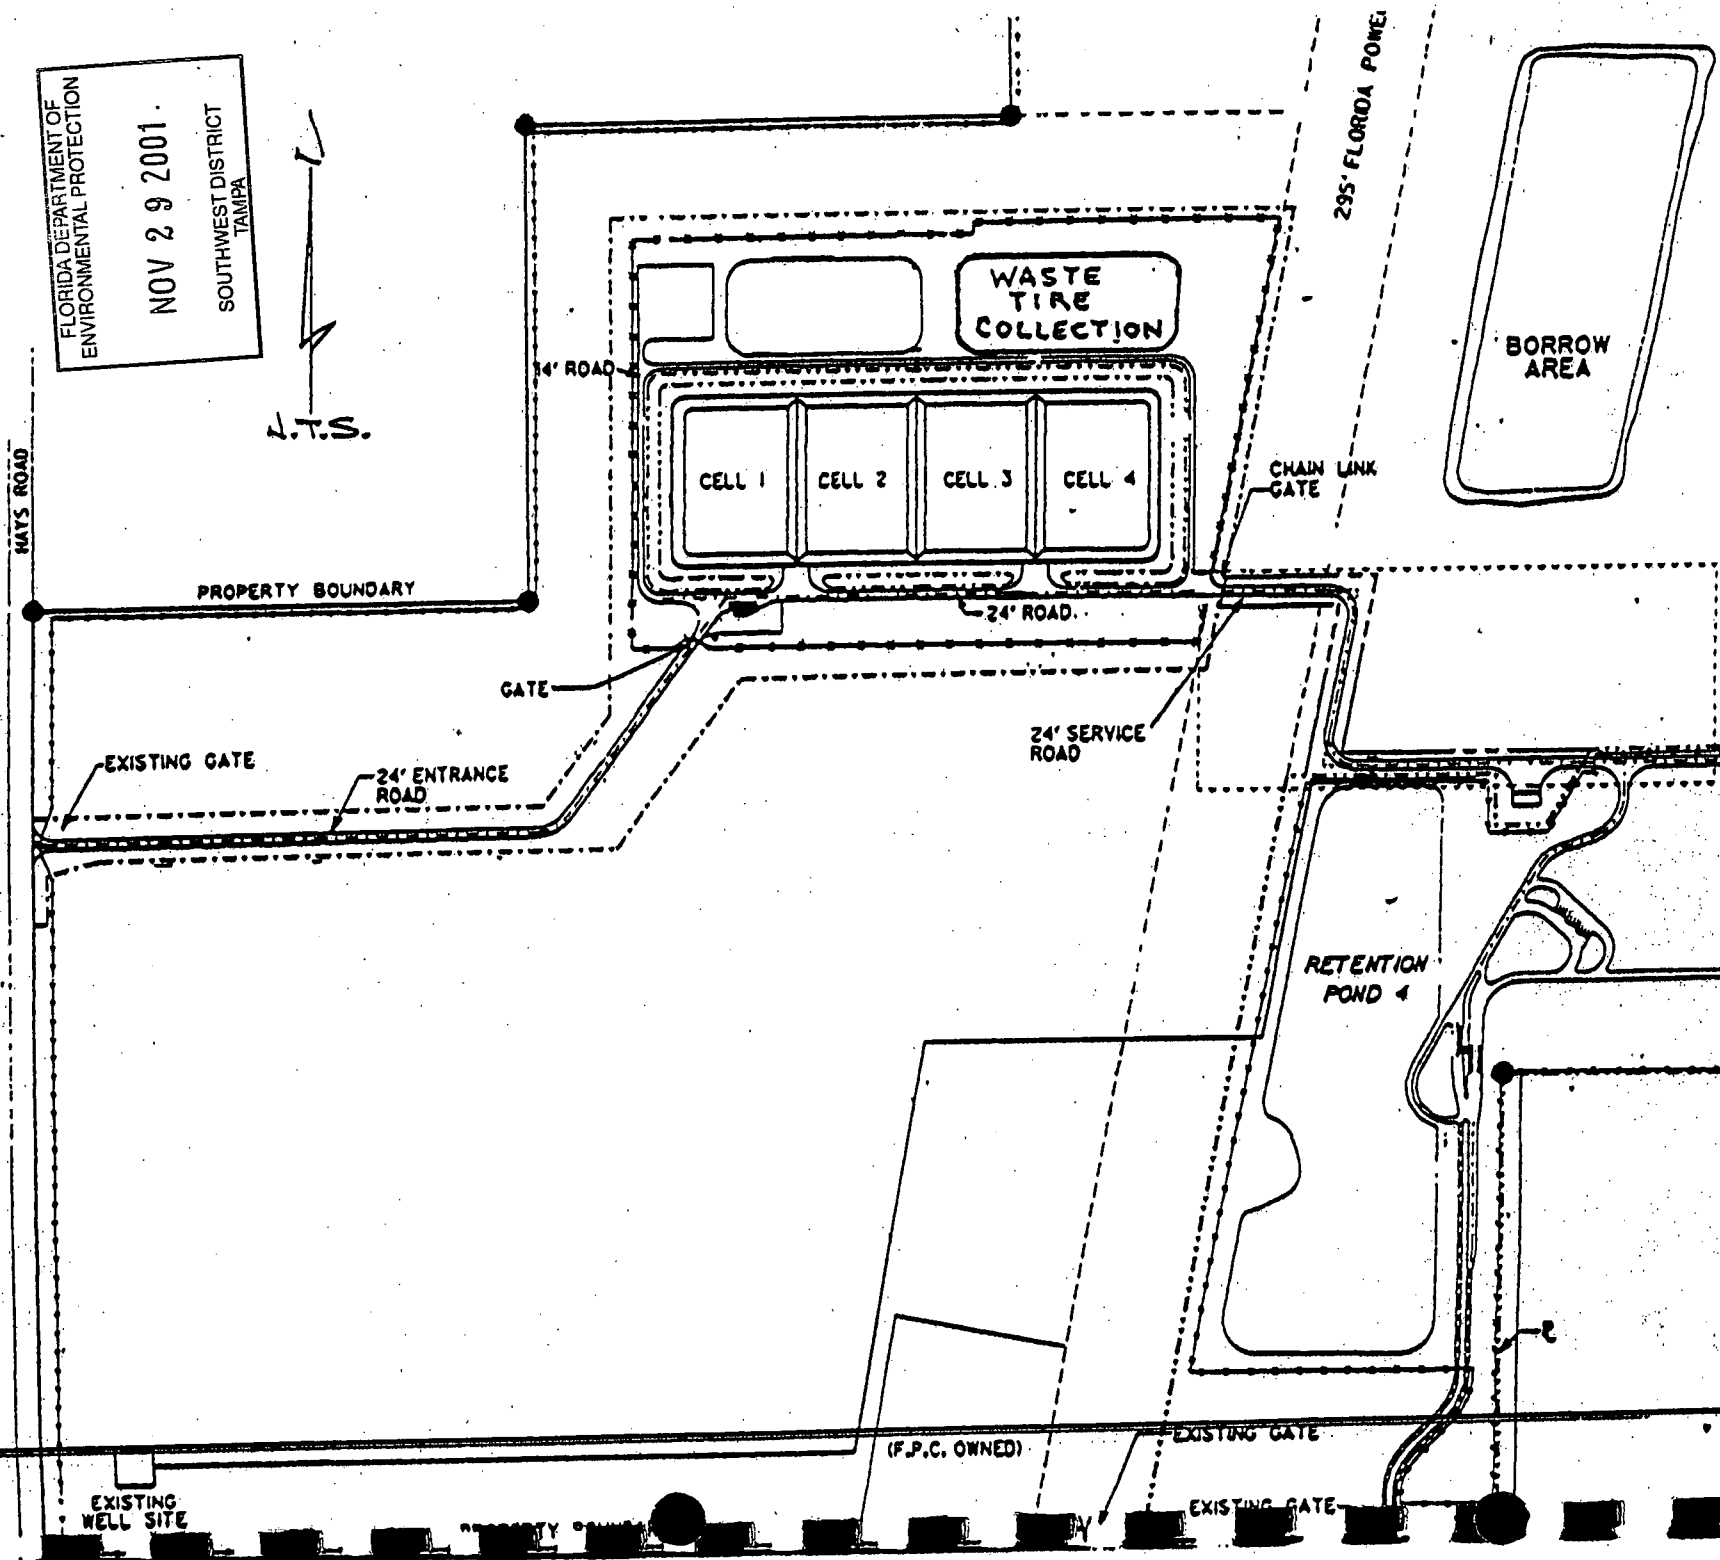 FLORIDA DEPARTMENT OF
ENVIRONMENTAL PROTECTION
NOV 29 2001
SOUTHWEST DISTRICT
TAMPA
N.T.S.
HAYS ROAD
295' FLORIDA POWE
WASTE
TIRE
COLLECTION
BORROW
AREA
14' ROAD
CELL 1
CELL 2
CELL 3
CELL 4
CHAIN LINK
GATE
PROPERTY BOUNDARY
24' ROAD
GATE
24' SERVICE
ROAD
EXISTING GATE
24' ENTRANCE
ROAD
RETENTION
POND 4
(F.P.C. OWNED)
EXISTING GATE
EXISTING
WELL SITE
EXISTING GATE
PROPERTY